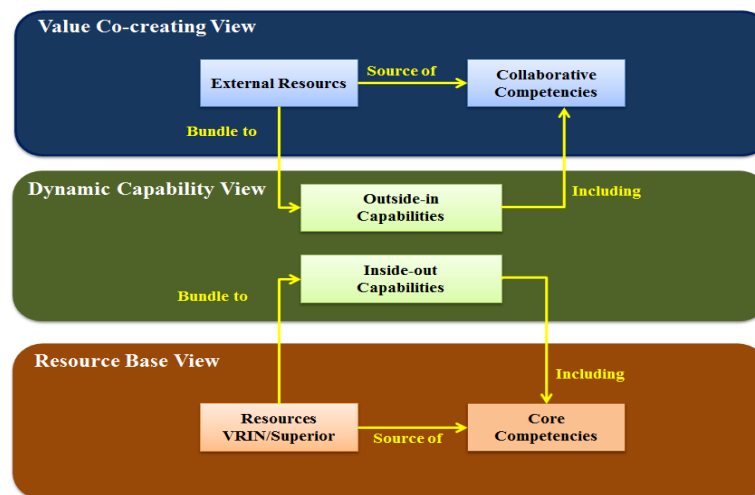 Value Co-creating View
External Resourcs
Source of
Collaborative
Competencies
Bundle to
Dynamic Capability View
Outside-in
Capabilities
Including
Inside-out
Capabilities
Bundle to
Resource Base View
Including
Resources
VRIN/Superior
Source of
Core
Competencies